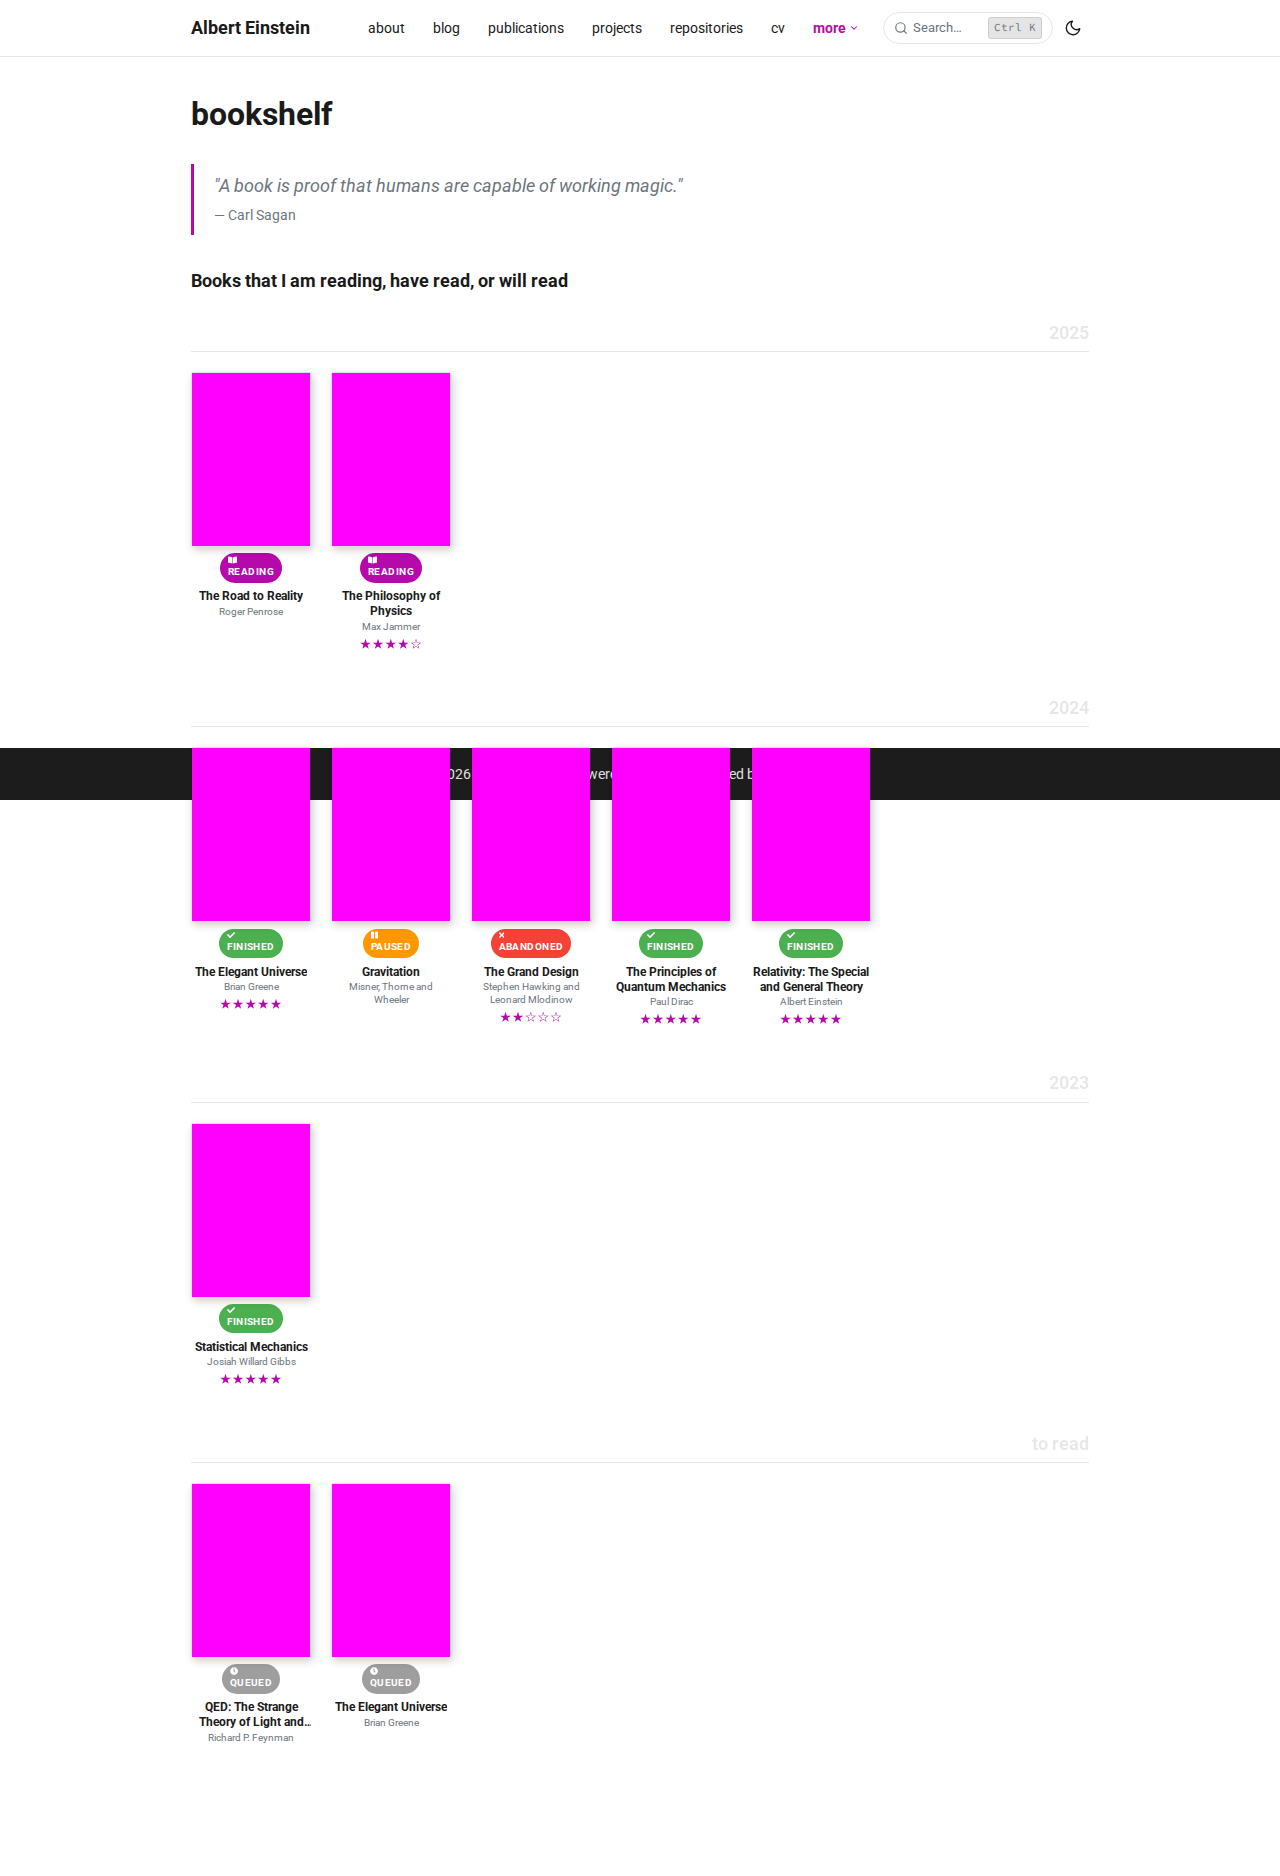 Albert Einstein about blog publications projects repositories cv more Search... Ctrl K
bookshelf
"A book is proof that humans are capable of working magic."
— Carl Sagan
Books that I am reading, have read, or will read
2025
READING READING
The Road to Reality The Philosophy of
Physics
Roger Penrose Max Jammer
★★★★☆
2024
FINISHED PAUSED ABANDONED FINISHED FINISHED
The Elegant Universe Gravitation The Grand Design The Principles of Relativity: The Special
Quantum Mechanics and General Theory
Brian Greene Misner, Thorne and Stephen Hawking and Paul Dirac Albert Einstein
Wheeler Leonard Mlodinow
★★★★★ ★★☆☆☆ ★★★★★ ★★★★★
2023
FINISHED
Statistical Mechanics
Josiah Willard Gibbs
★★★★★
to read
QUEUED QUEUED
QED: The Strange The Elegant Universe
Theory of Light and...
Richard P. Feynman Brian Greene